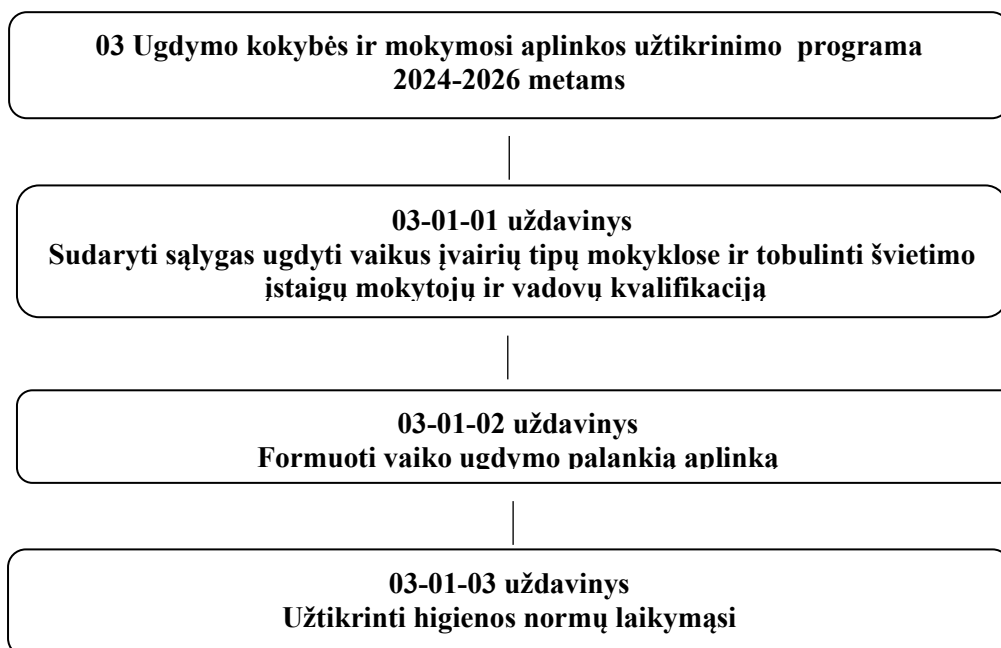 03 Ugdymo kokybės ir mokymosi aplinkos užtikrinimo programa
2024-2026 metams
03-01-01 uždavinys
Sudaryti sąlygas ugdyti vaikus įvairių tipų mokyklose ir tobulinti švietimo
įstaigų mokytojų ir vadovų kvalifikaciją
03-01-02 uždavinys
Formuoti vaiko ugdymo palankią aplinką
03-01-03 uždavinys
Užtikrinti higienos normų laikymąsi